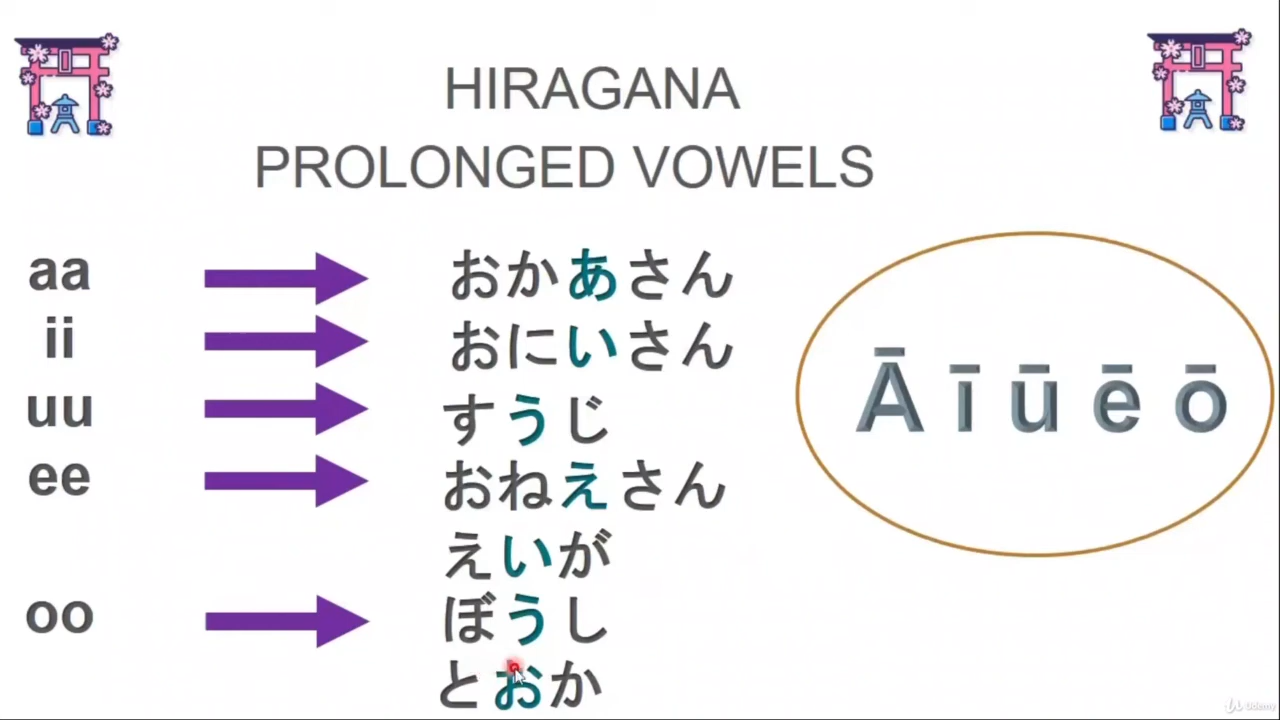 HIRAGANA
PROLONGED VOWELS
aa おかあさん
ii おにいさん
uu すうじ
ee おねえさん
えいが
oo ぼうし
とおか
Ā ī ū ē ō
Udemy